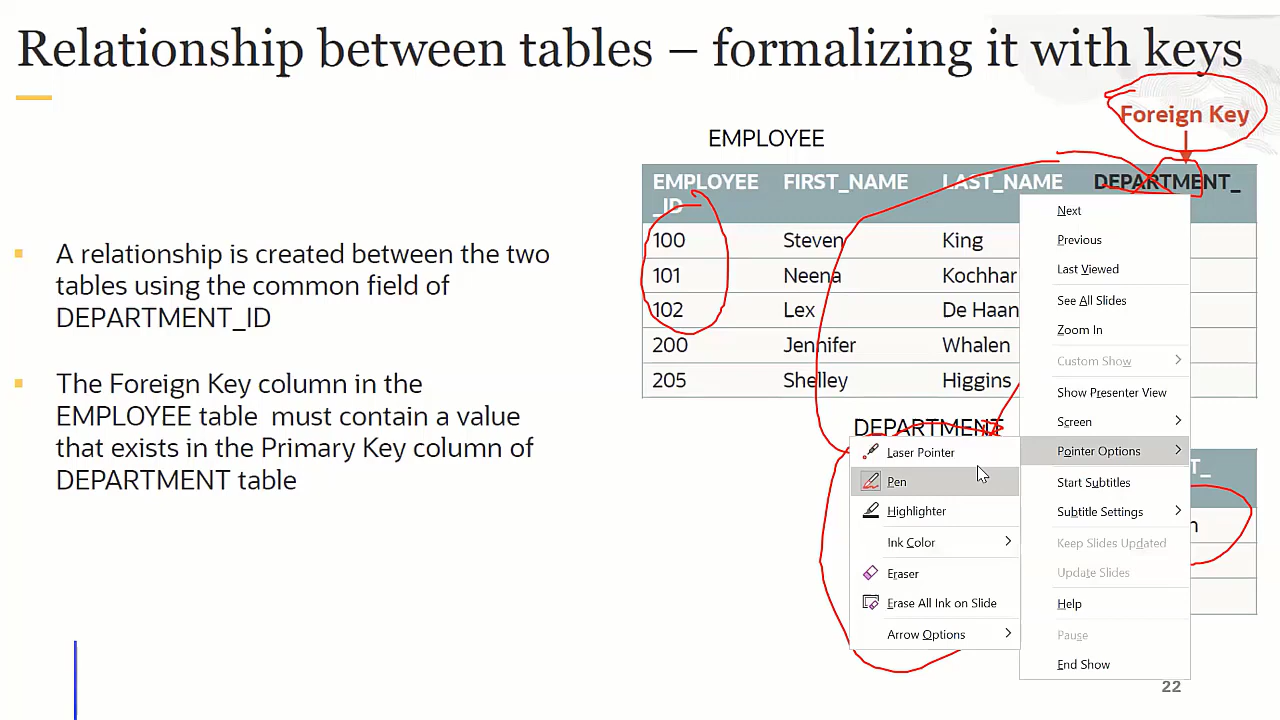 Relationship between tables – formalizing it with keys
Foreign Key
EMPLOYEE
EMPLOYEE_ID FIRST_NAME LAST_NAME DEPARTMENT_
100 Steven King
101 Neena Kochhar
102 Lex De Haan
200 Jennifer Whalen
205 Shelley Higgins
A relationship is created between the two
tables using the common field of
DEPARTMENT_ID
The Foreign Key column in the
EMPLOYEE table must contain a value
that exists in the Primary Key column of
DEPARTMENT table
DEPARTMENT
Next
Previous
Last Viewed
See All Slides
Zoom In
Custom Show
Show Presenter View
Screen
Pointer Options
Start Subtitles
Subtitle Settings
Keep Slides Updated
Update Slides
Help
Pause
End Show
Laser Pointer
Pen
Highlighter
Ink Color
Eraser
Erase All Ink on Slide
Arrow Options
22